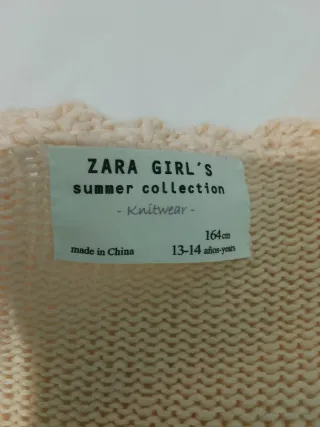 ZARA GIRL'S
summer collection
- Knitwear -
164cm
made in China 13-14 años-years